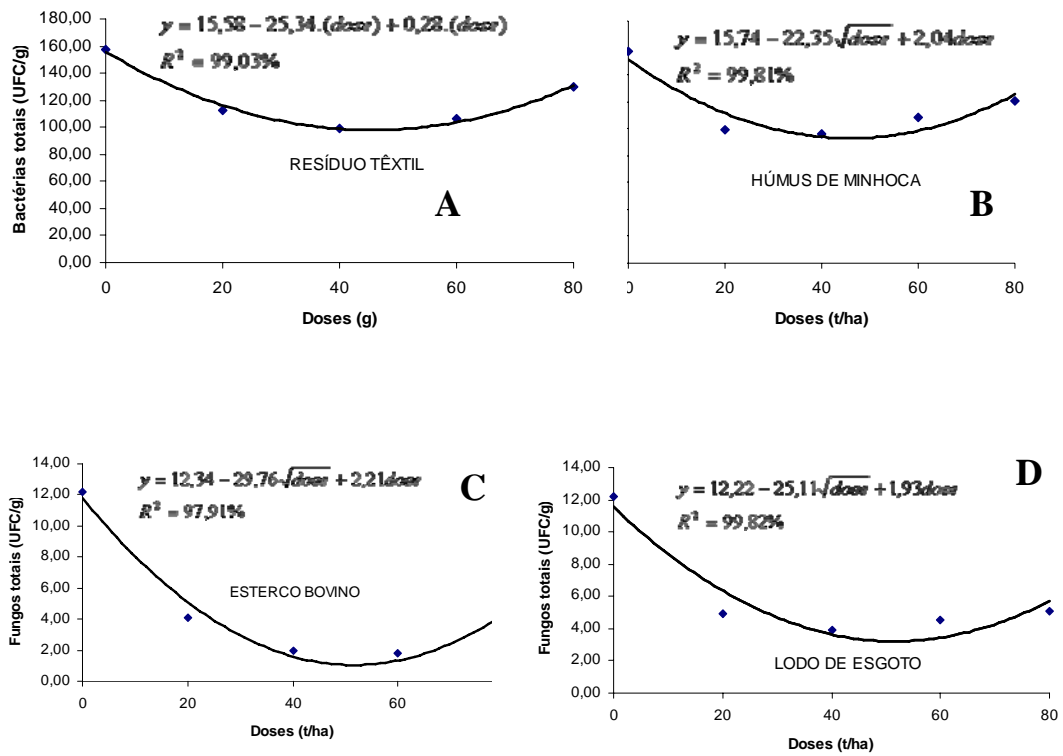 y = 15,58 – 25,34.(dose) + 0,28.(dose)
R² = 99,03%
180,00
160,00
140,00
120,00
100,00
80,00
60,00
40,00
20,00
0,00
Bactérias totais (UFC/g)
RESÍDUO TÊXTIL
A
0 20 40 60 80
Doses (g)
y = 15,74 – 22,35√dose + 2,04dose
R² = 99,81%
HÚMUS DE MINHOCA
B
0 20 40 60 80
Doses (t/ha)
14,00
12,00
10,00
8,00
6,00
4,00
2,00
0,00
Fungos totais (UFC/g)
y = 12,34 – 29,76√dose + 2,21dose
R² = 97,91%
C
ESTERCO BOVINO
0 20 40 60
Doses (t/ha)
14,00
12,00
10,00
8,00
6,00
4,00
2,00
0,00
Fungos totais (UFC/g)
y = 12,22 – 25,11√dose + 1,93dose
R² = 99,82%
D
LODO DE ESGOTO
0 20 40 60 80
Doses (t/ha)